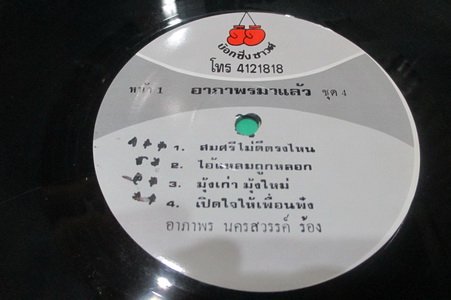 บ๊อกซิ่งซาวด์
โทร 4121818
หน้า 1 อาภาพรมาแล้ว ชุด 4
1. สมศรีไม่ดีตรงไหน
2. ไอ้แหลมถูกหลอก
3. มุ้งเก่า มุ้งใหม่
4. เปิดใจให้เพื่อนฟัง
อาภาพร นครสวรรค์ ร้อง